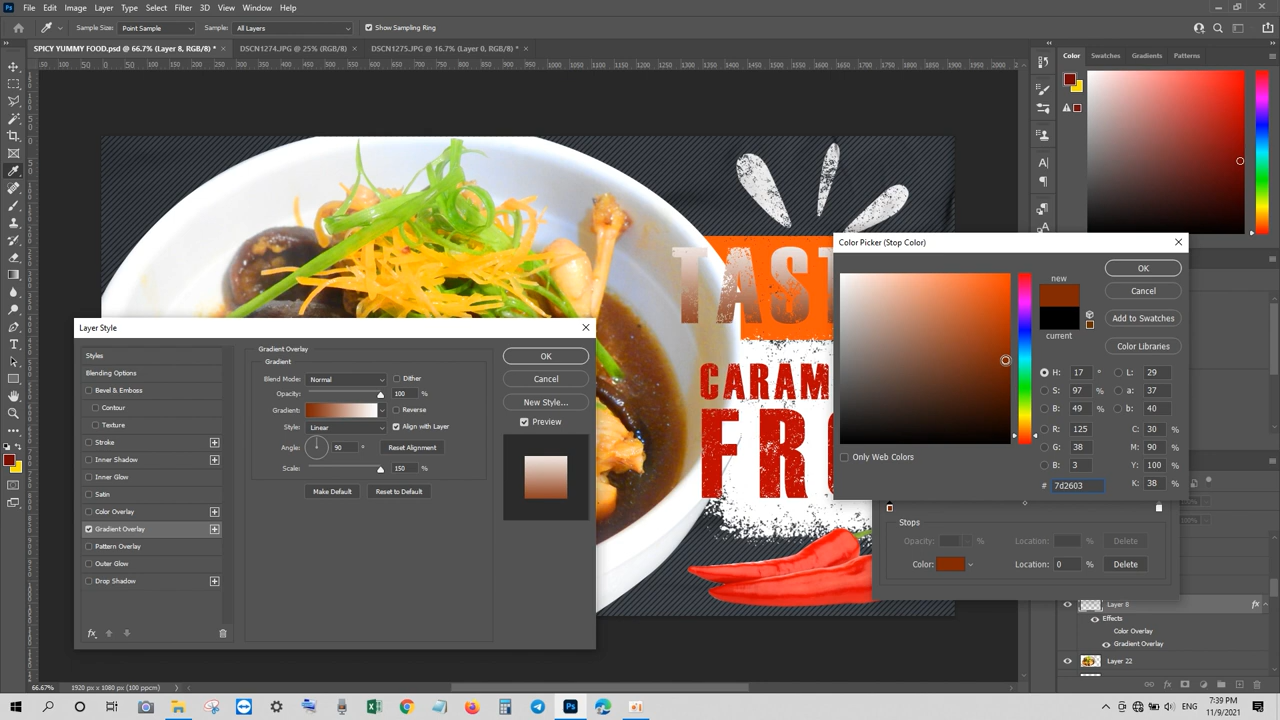 File Edit Image Layer Type Select Filter 3D View Window Help
Sample Size: Point Sample Sample: All Layers Show Sampling Ring
SPICY YUMMY FOOD.psd @ 66.7% (Layer 8, RGB/8) * × DSCN1274.JPG @ 25% (RGB/8) × DSCN1275.JPG @ 16.7% (Layer 0, RGB/8) * ×
Color Swatches Gradients Patterns
TAST
CARAM
FRO
Color Picker (Stop Color)
new
current
OK
Cancel
Add to Swatches
Color Libraries
H: 17 ° L: 29
S: 97 % a: 37
B: 49 % b: 40
R: 125 C: 30 %
G: 38 M: 90 %
B: 3 Y: 100 %
# 7d2603 K: 38 %
Only Web Colors
Stops
Opacity: % Location: % Delete
Color: Location: 0 % Delete
Layer Style
Styles
Blending Options
Bevel & Emboss
Contour
Texture
Stroke
Inner Shadow
Inner Glow
Satin
Color Overlay
Gradient Overlay
Pattern Overlay
Outer Glow
Drop Shadow
fx
Gradient Overlay
Gradient
Blend Mode: Normal Dither
Opacity: 100 %
Gradient: Reverse
Style: Linear Align with Layer
Angle: 90 ° Reset Alignment
Scale: 150 %
Make Default Reset to Default
OK
Cancel
New Style...
Preview
Layer 8 fx
Effects
Color Overlay
Gradient Overlay
Layer 22
66.67% 1920 px x 1080 px (100 ppcm)
ENG
7:39 PM
11/9/2021